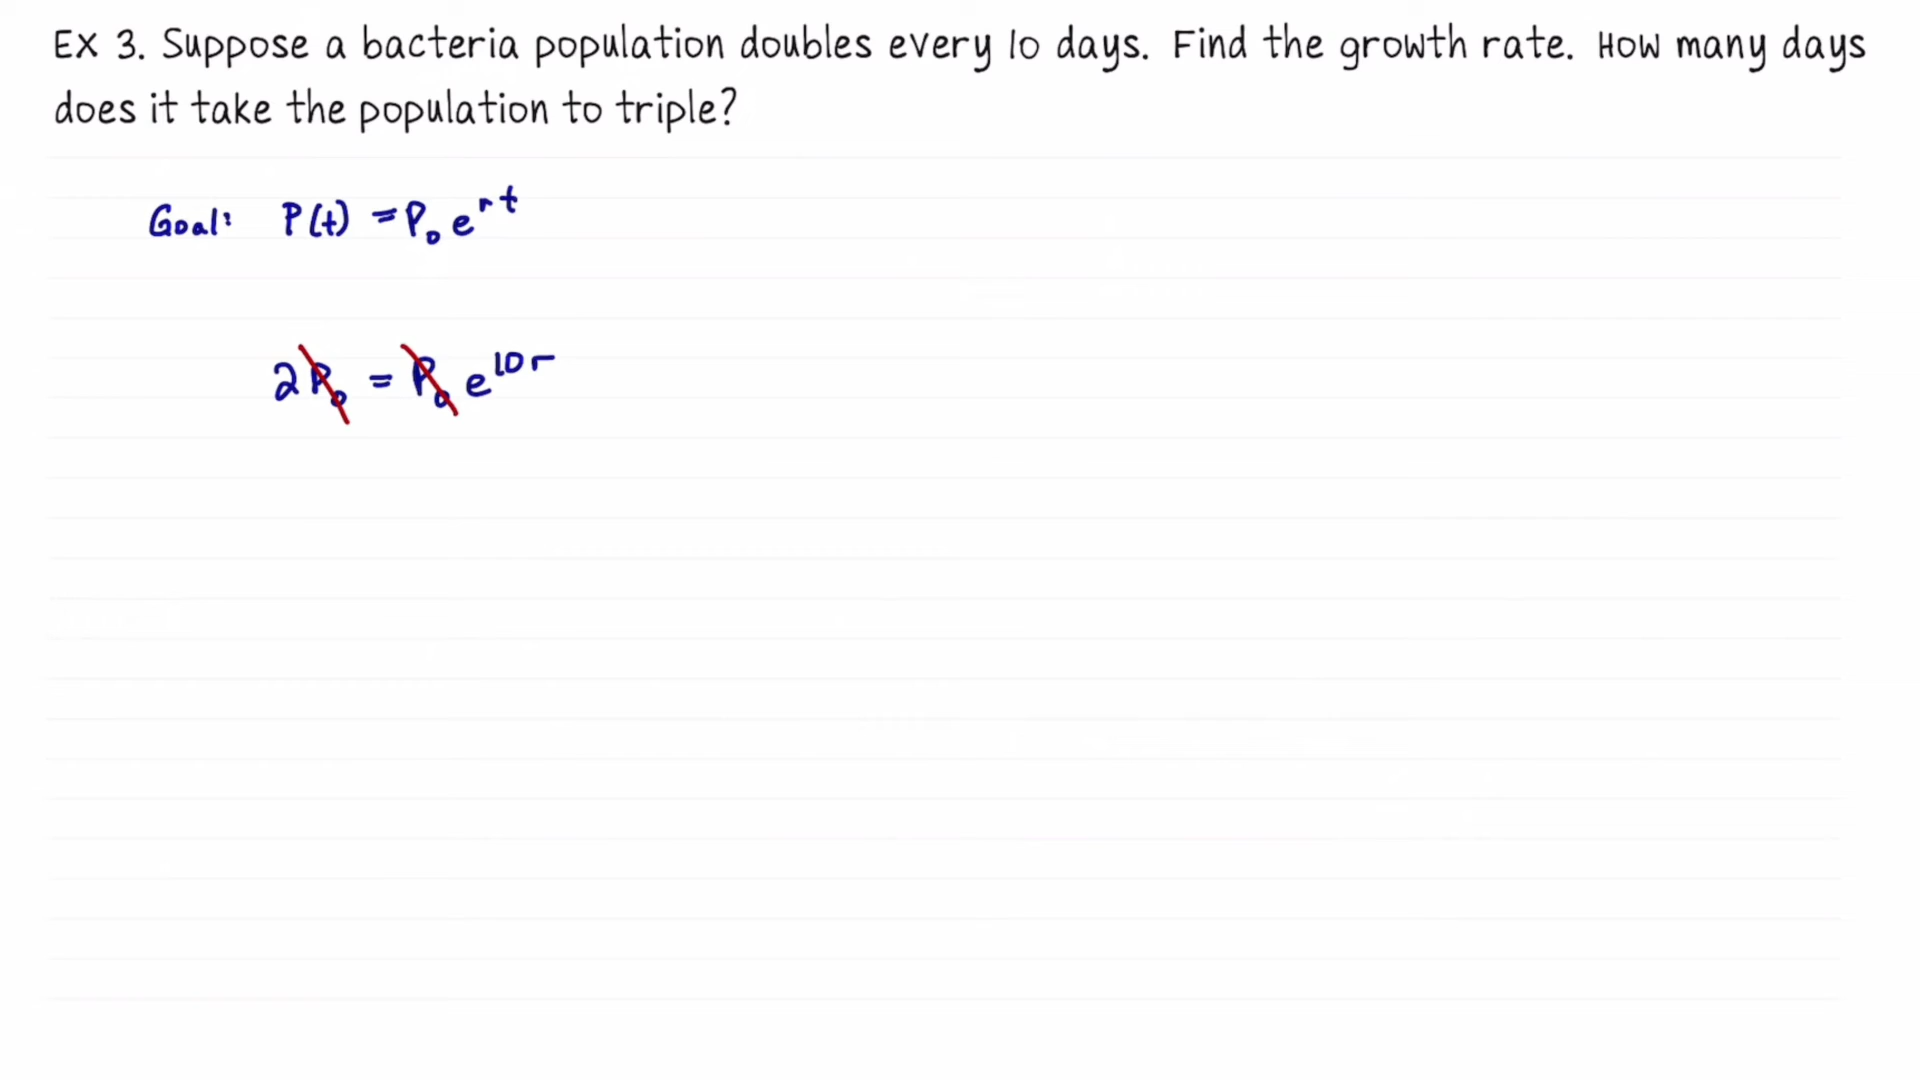 Ex 3. Suppose a bacteria population doubles every 10 days. Find the growth rate. How many days
does it take the population to triple?
Goal: P(t) = P₀ e^{rt}
2P₀ = P₀ e^{10r}